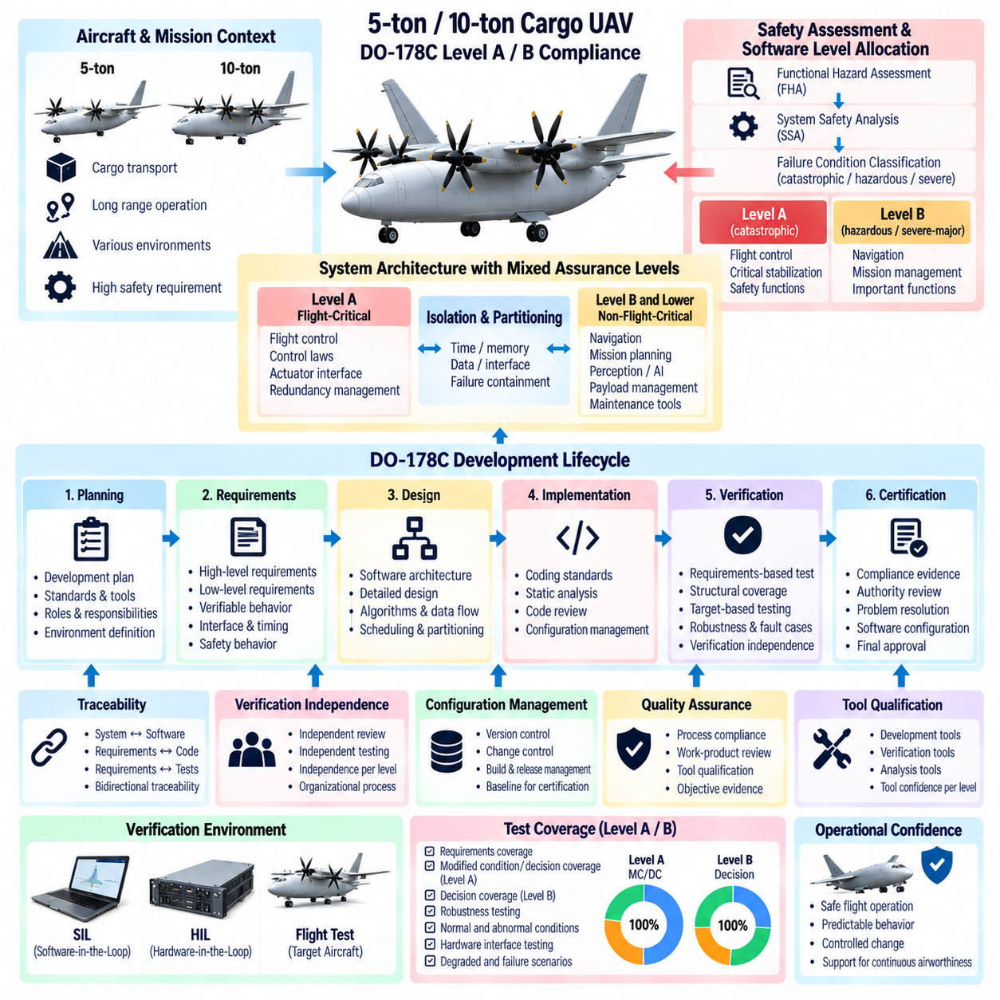 5-ton / 10-ton Cargo UAV
DO-178C Level A / B Compliance
Aircraft & Mission Context
5-ton
10-ton
Cargo transport
Long range operation
Various environments
High safety requirement
Safety Assessment &
Software Level Allocation
Functional Hazard Assessment
(FHA)
System Safety Analysis
(SSA)
Failure Condition Classification
(catastrophic / hazardous / severe)
Level A
(catastrophic)
Flight control
Critical stabilization
Safety functions
Level B
(hazardous / severe-major)
Navigation
Mission management
Important functions
System Architecture with Mixed Assurance Levels
Level A
Flight-Critical
Flight control
Control laws
Actuator interface
Redundancy management
Isolation & Partitioning
Time / memory
Data / interface
Failure containment
Level B and Lower
Non-Flight-Critical
Navigation
Mission planning
Perception / AI
Payload management
Maintenance tools
DO-178C Development Lifecycle
1. Planning
• Development plan
• Standards & tools
• Roles & responsibilities
• Environment definition
2. Requirements
• High-level requirements
• Low-level requirements
• Verifiable behavior
• Interface & timing
• Safety behavior
3. Design
• Software architecture
• Detailed design
• Algorithms & data flow
• Scheduling & partitioning
4. Implementation
• Coding standards
• Static analysis
• Code review
• Configuration management
5. Verification
• Requirements-based test
• Structural coverage
• Target-based testing
• Robustness & fault cases
• Verification independence
6. Certification
• Compliance evidence
• Authority review
• Problem resolution
• Software configuration
• Final approval
Traceability
• System ↔ Software
• Requirements ↔ Code
• Requirements ↔ Tests
• Bidirectional traceability
Verification Independence
• Independent review
• Independent testing
• Independence per level
• Organizational process
Configuration Management
• Version control
• Change control
• Build & release management
• Baseline for certification
Quality Assurance
• Process compliance
• Work-product review
• Tool qualification
• Objective evidence
Tool Qualification
• Development tools
• Verification tools
• Analysis tools
• Tool confidence per level
Verification Environment
SIL
(Software-in-the-Loop)
HIL
(Hardware-in-the-Loop)
Flight Test
(Target Aircraft)
Test Coverage (Level A / B)
Requirements coverage
Modified condition/decision coverage
(Level A)
Decision coverage (Level B)
Robustness testing
Normal and abnormal conditions
Hardware interface testing
Degraded and failure scenarios
Level A
MC/DC
100%
Level B
Decision
100%
Operational Confidence
• Safe flight operation
• Predictable behavior
• Controlled change
• Support for continuous airworthiness